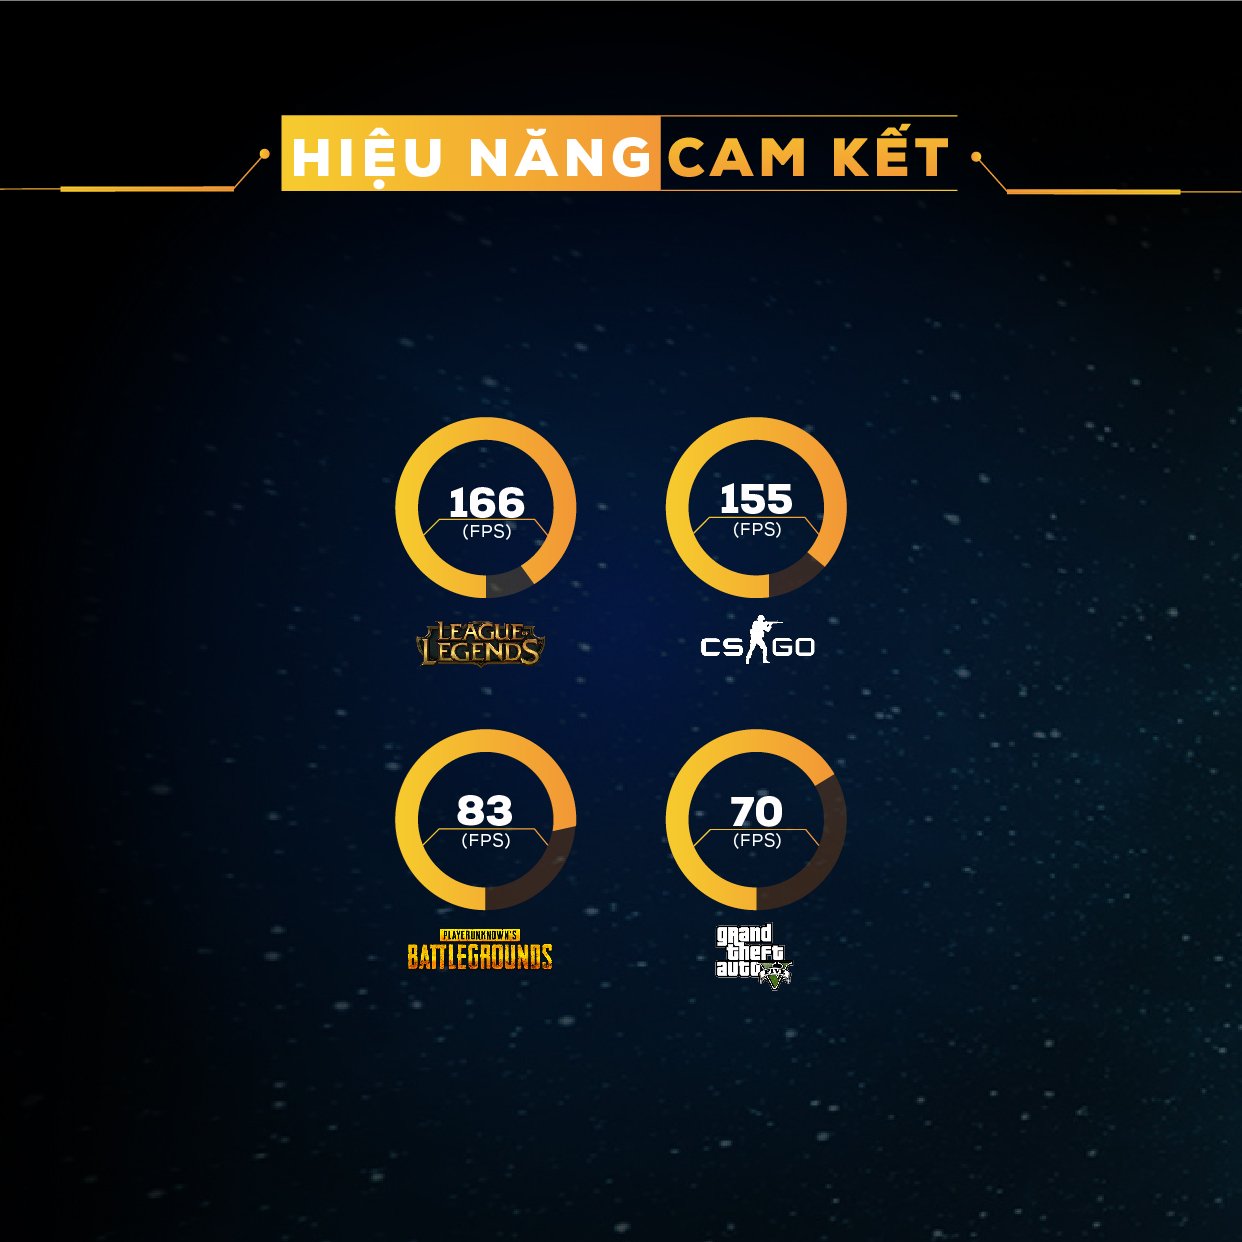 HIỆU NĂNG CAM KẾT
166
(FPS)
LEAGUE OF
LEGENDS
155
(FPS)
CS GO
83
(FPS)
PLAYERUNKNOWN'S
BATTLEGROUNDS
70
(FPS)
grand
theft
auto V